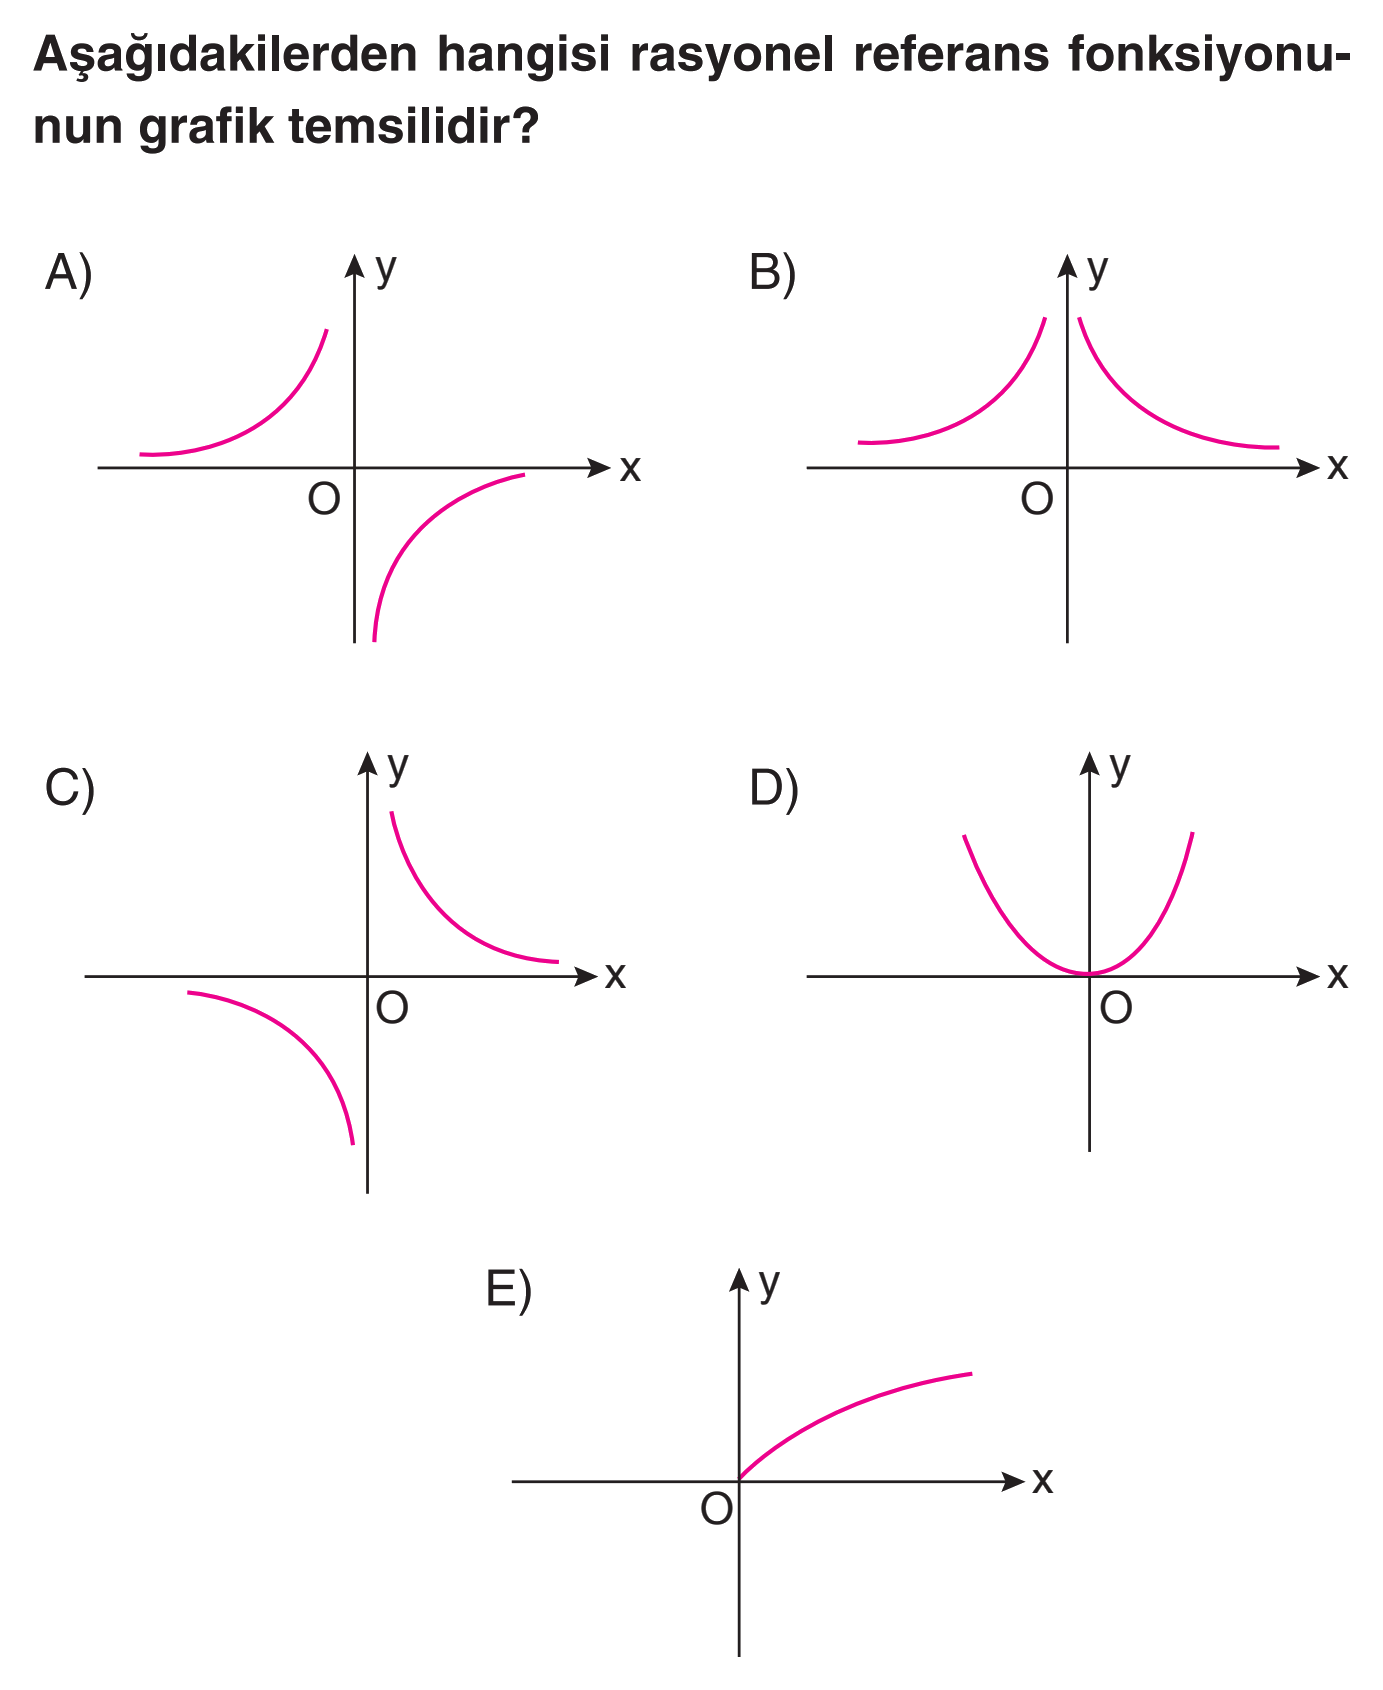 Aşağıdakilerden hangisi rasyonel referans fonksiyonu-
nun grafik temsilidir?
A)
y
x
O
B)
y
x
O
C)
y
x
O
D)
y
x
O
E)
y
x
O